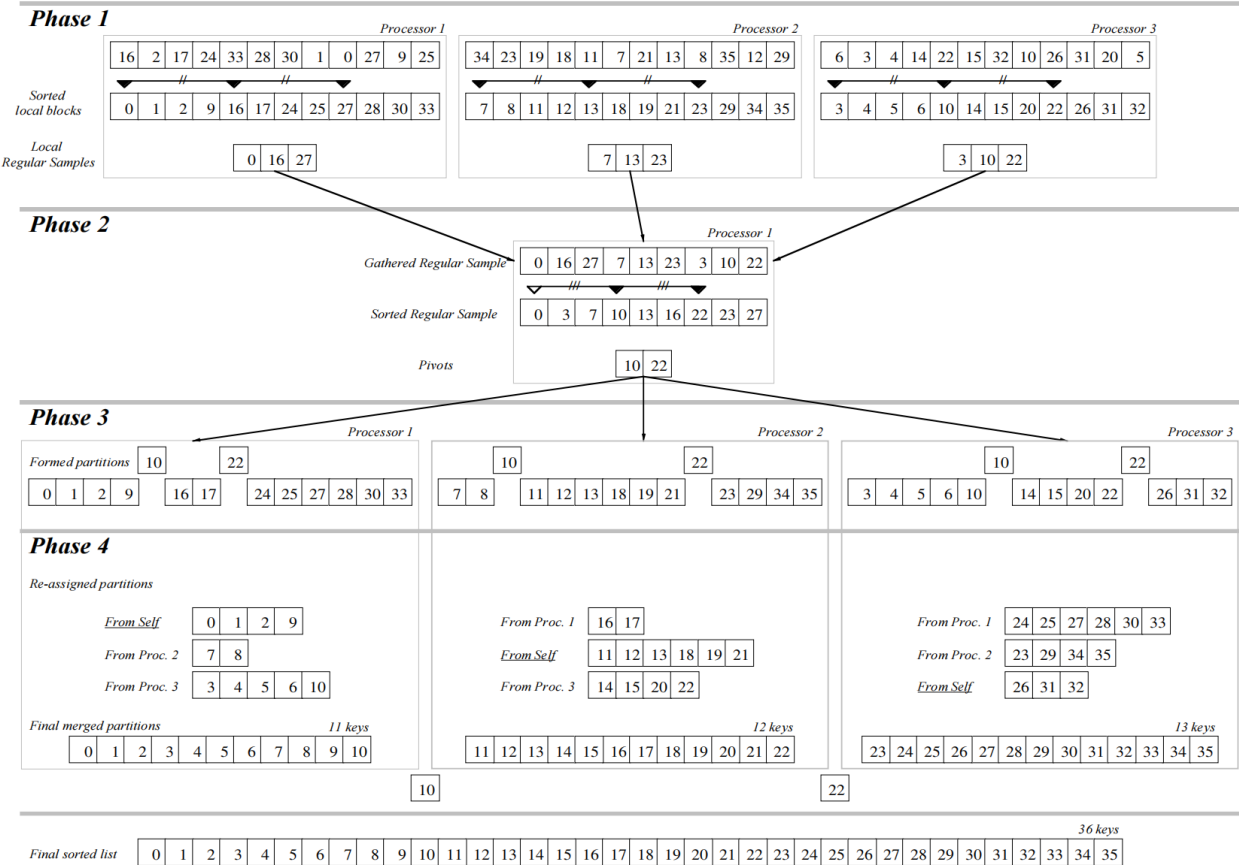 Phase 1
Processor 1 Processor 2 Processor 3
16 2 17 24 33 28 30 1 0 27 9 25 34 23 19 18 11 7 21 13 8 35 12 29 6 3 4 14 22 15 32 10 26 31 20 5
Sorted
local blocks
0 1 2 9 16 17 24 25 27 28 30 33 7 8 11 12 13 18 19 21 23 29 34 35 3 4 5 6 10 14 15 20 22 26 31 32
Local
Regular Samples
0 16 27 7 13 23 3 10 22
Phase 2
Processor 1
Gathered Regular Sample 0 16 27 7 13 23 3 10 22
Sorted Regular Sample 0 3 7 10 13 16 22 23 27
Pivots 10 22
Phase 3
Processor 1 Processor 2 Processor 3
Formed partitions 10 22 10 22 10 22
0 1 2 9 16 17 24 25 27 28 30 33 7 8 11 12 13 18 19 21 23 29 34 35 3 4 5 6 10 14 15 20 22 26 31 32
Phase 4
Re-assigned partitions
From Self 0 1 2 9 From Proc. 1 16 17 From Proc. 1 24 25 27 28 30 33
From Proc. 2 7 8 From Self 11 12 13 18 19 21 From Proc. 2 23 29 34 35
From Proc. 3 3 4 5 6 10 From Proc. 3 14 15 20 22 From Self 26 31 32
Final merged partitions 11 keys 12 keys 13 keys
0 1 2 3 4 5 6 7 8 9 10 11 12 13 14 15 16 17 18 19 20 21 22 23 24 25 26 27 28 29 30 31 32 33 34 35
10 22
36 keys
Final sorted list 0 1 2 3 4 5 6 7 8 9 10 11 12 13 14 15 16 17 18 19 20 21 22 23 24 25 26 27 28 29 30 31 32 33 34 35